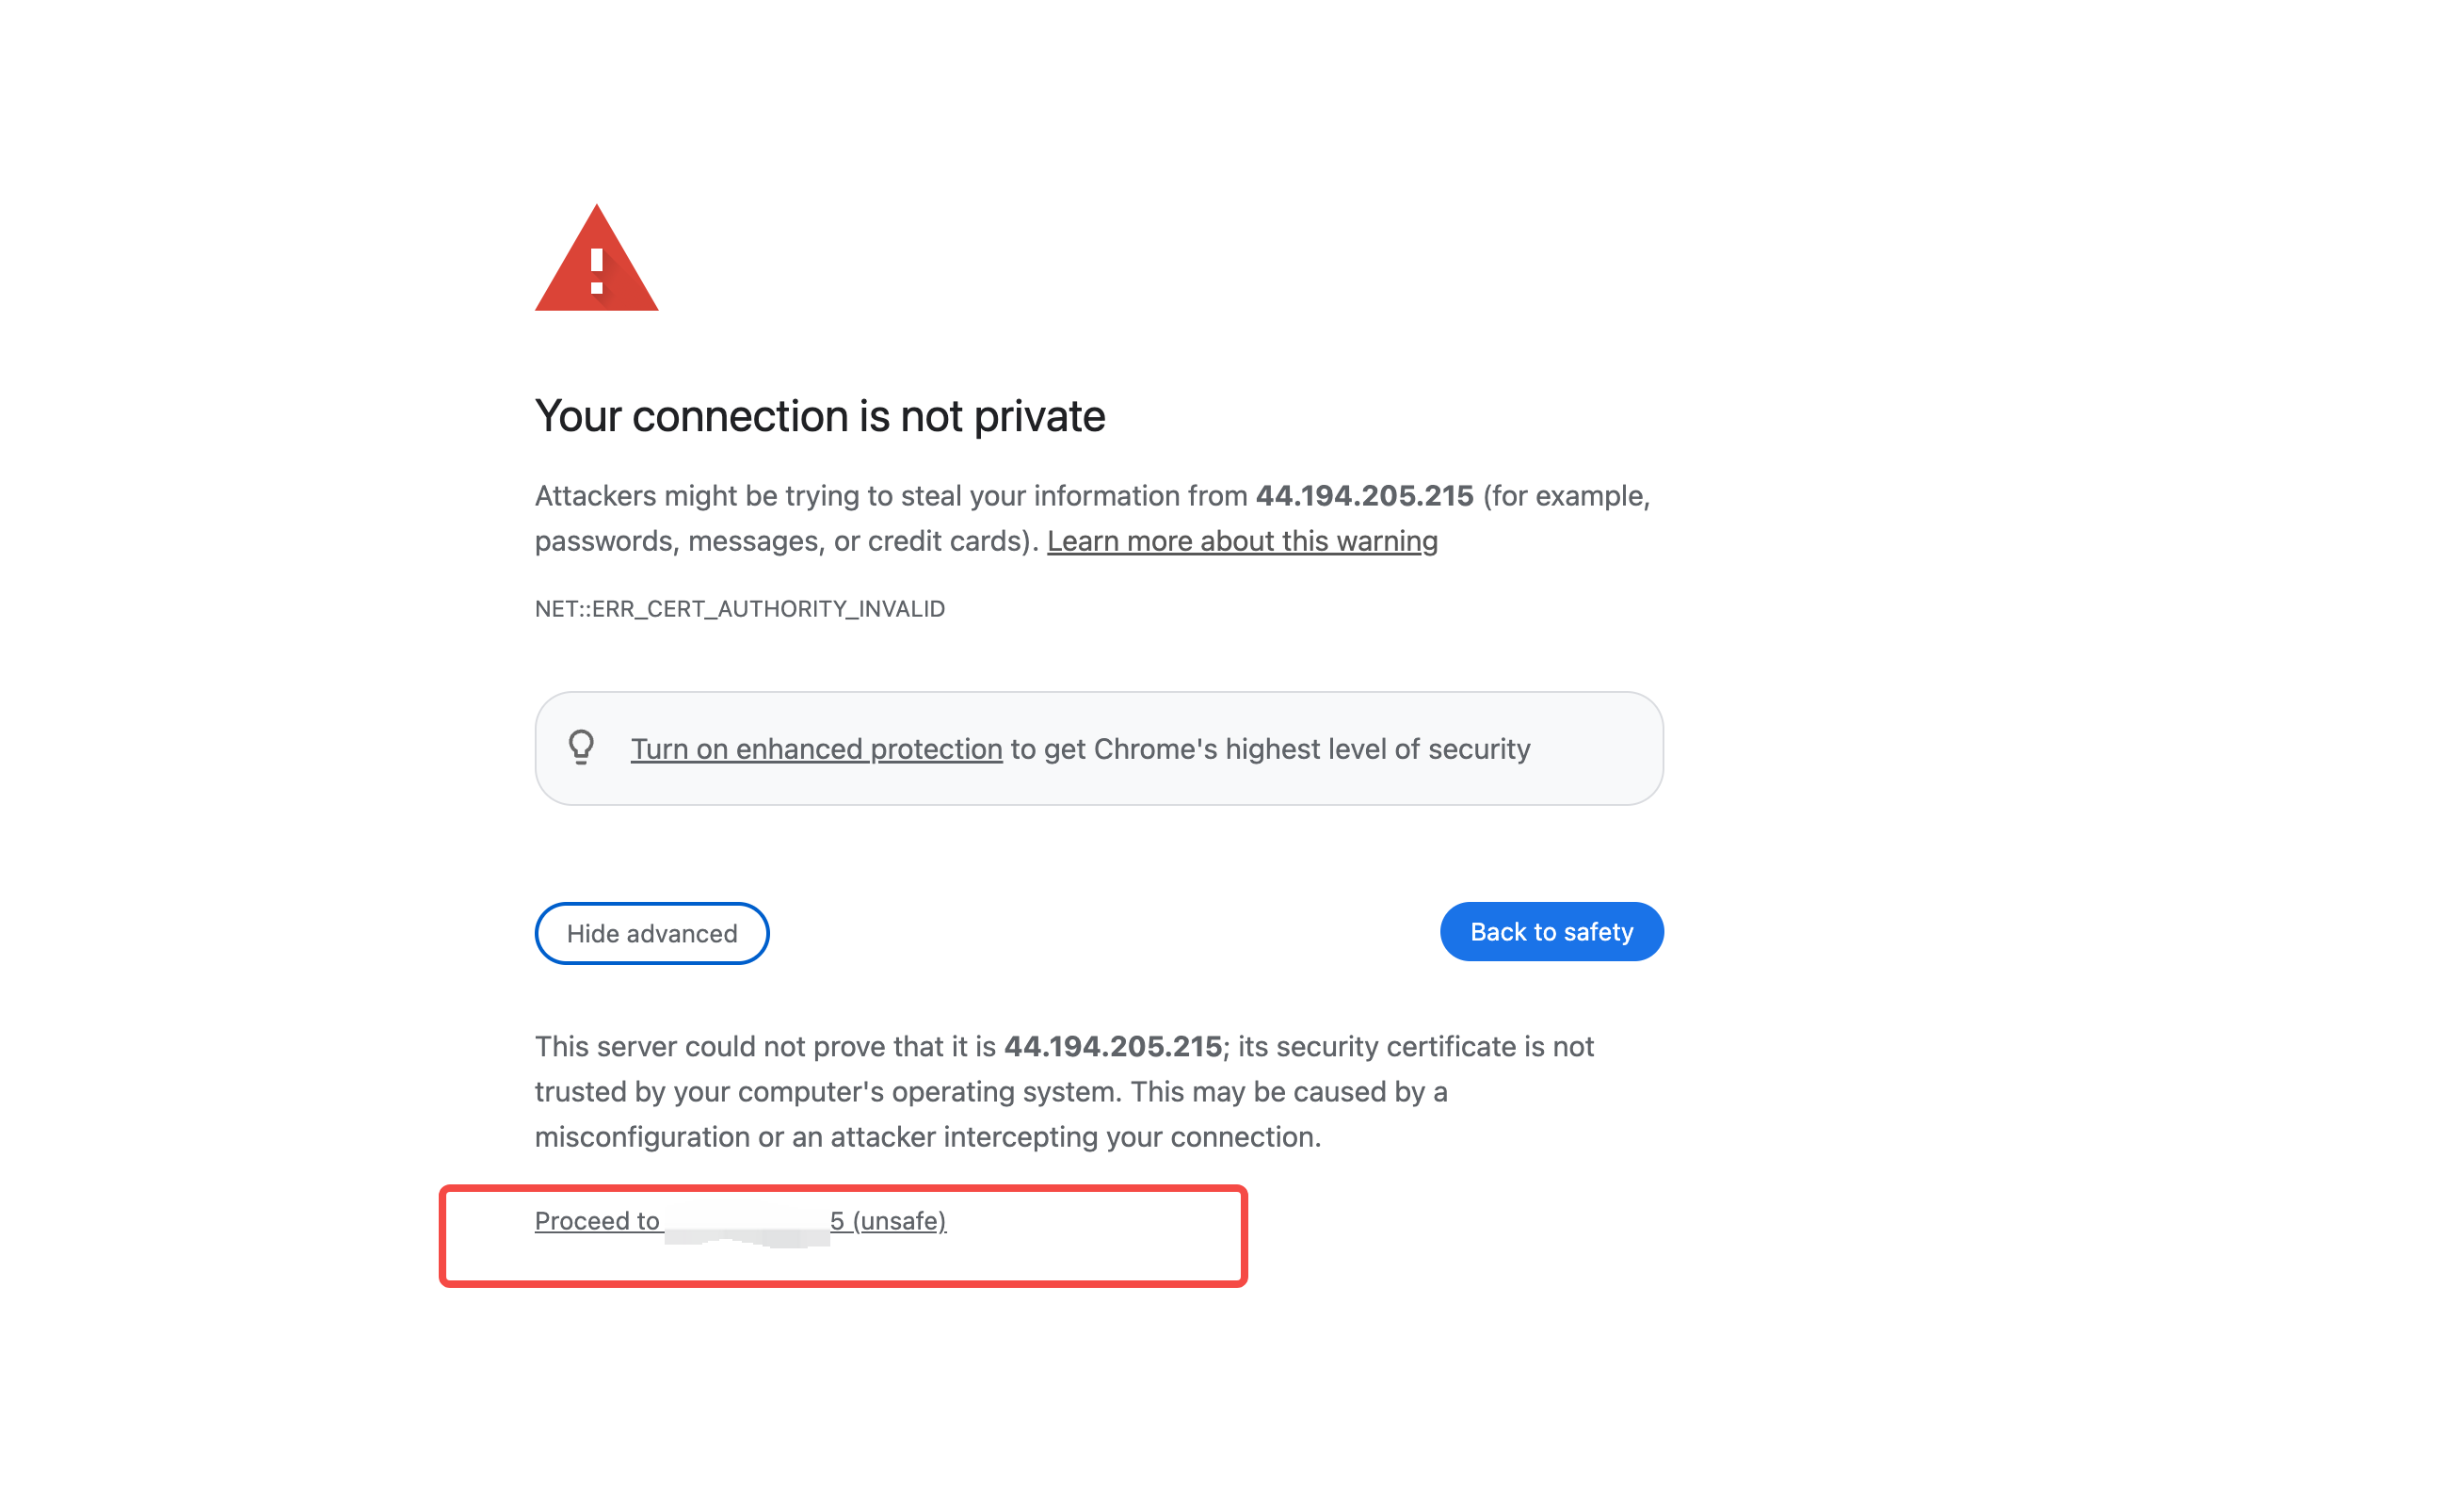 Your connection is not private
Attackers might be trying to steal your information from 44.194.205.215 (for example,
passwords, messages, or credit cards). Learn more about this warning
NET::ERR_CERT_AUTHORITY_INVALID
Turn on enhanced protection to get Chrome's highest level of security
Hide advanced
Back to safety
This server could not prove that it is 44.194.205.215; its security certificate is not
trusted by your computer's operating system. This may be caused by a
misconfiguration or an attacker intercepting your connection.
Proceed to 5 (unsafe)